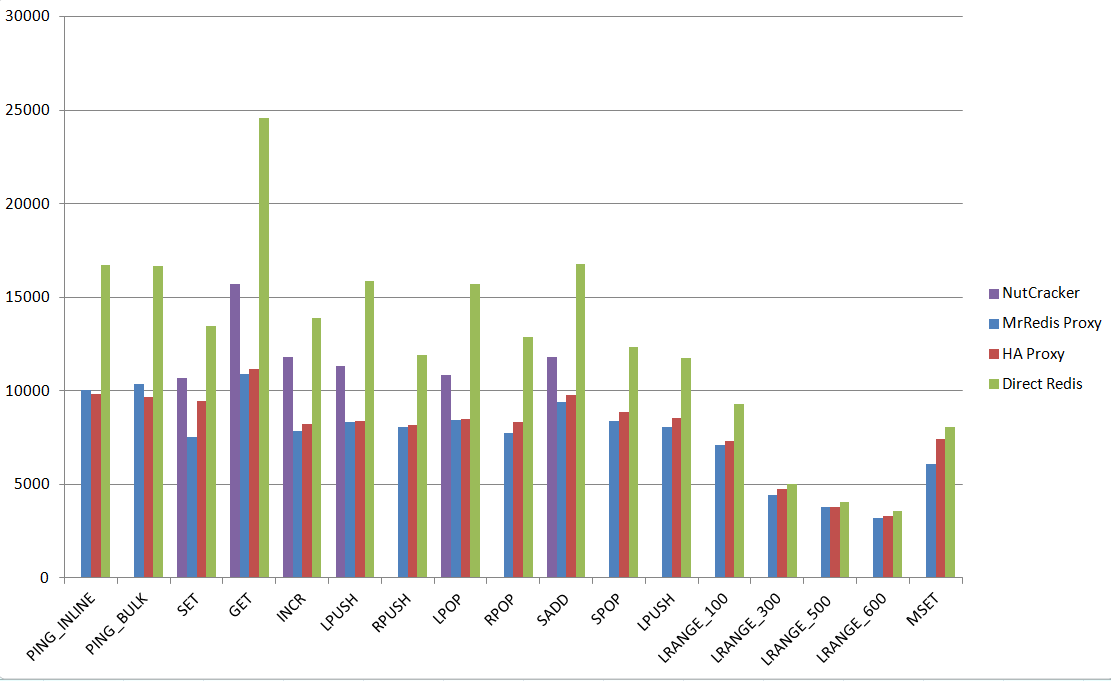 30000
25000
20000
15000
10000
5000
0
PING_INLINE
PING_BULK
SET
GET
INCR
LPUSH
RPUSH
LPOP
RPOP
SADD
SPOP
LPUSH
LRANGE_100
LRANGE_300
LRANGE_500
LRANGE_600
MSET
NutCracker
MrRedis Proxy
HA Proxy
Direct Redis